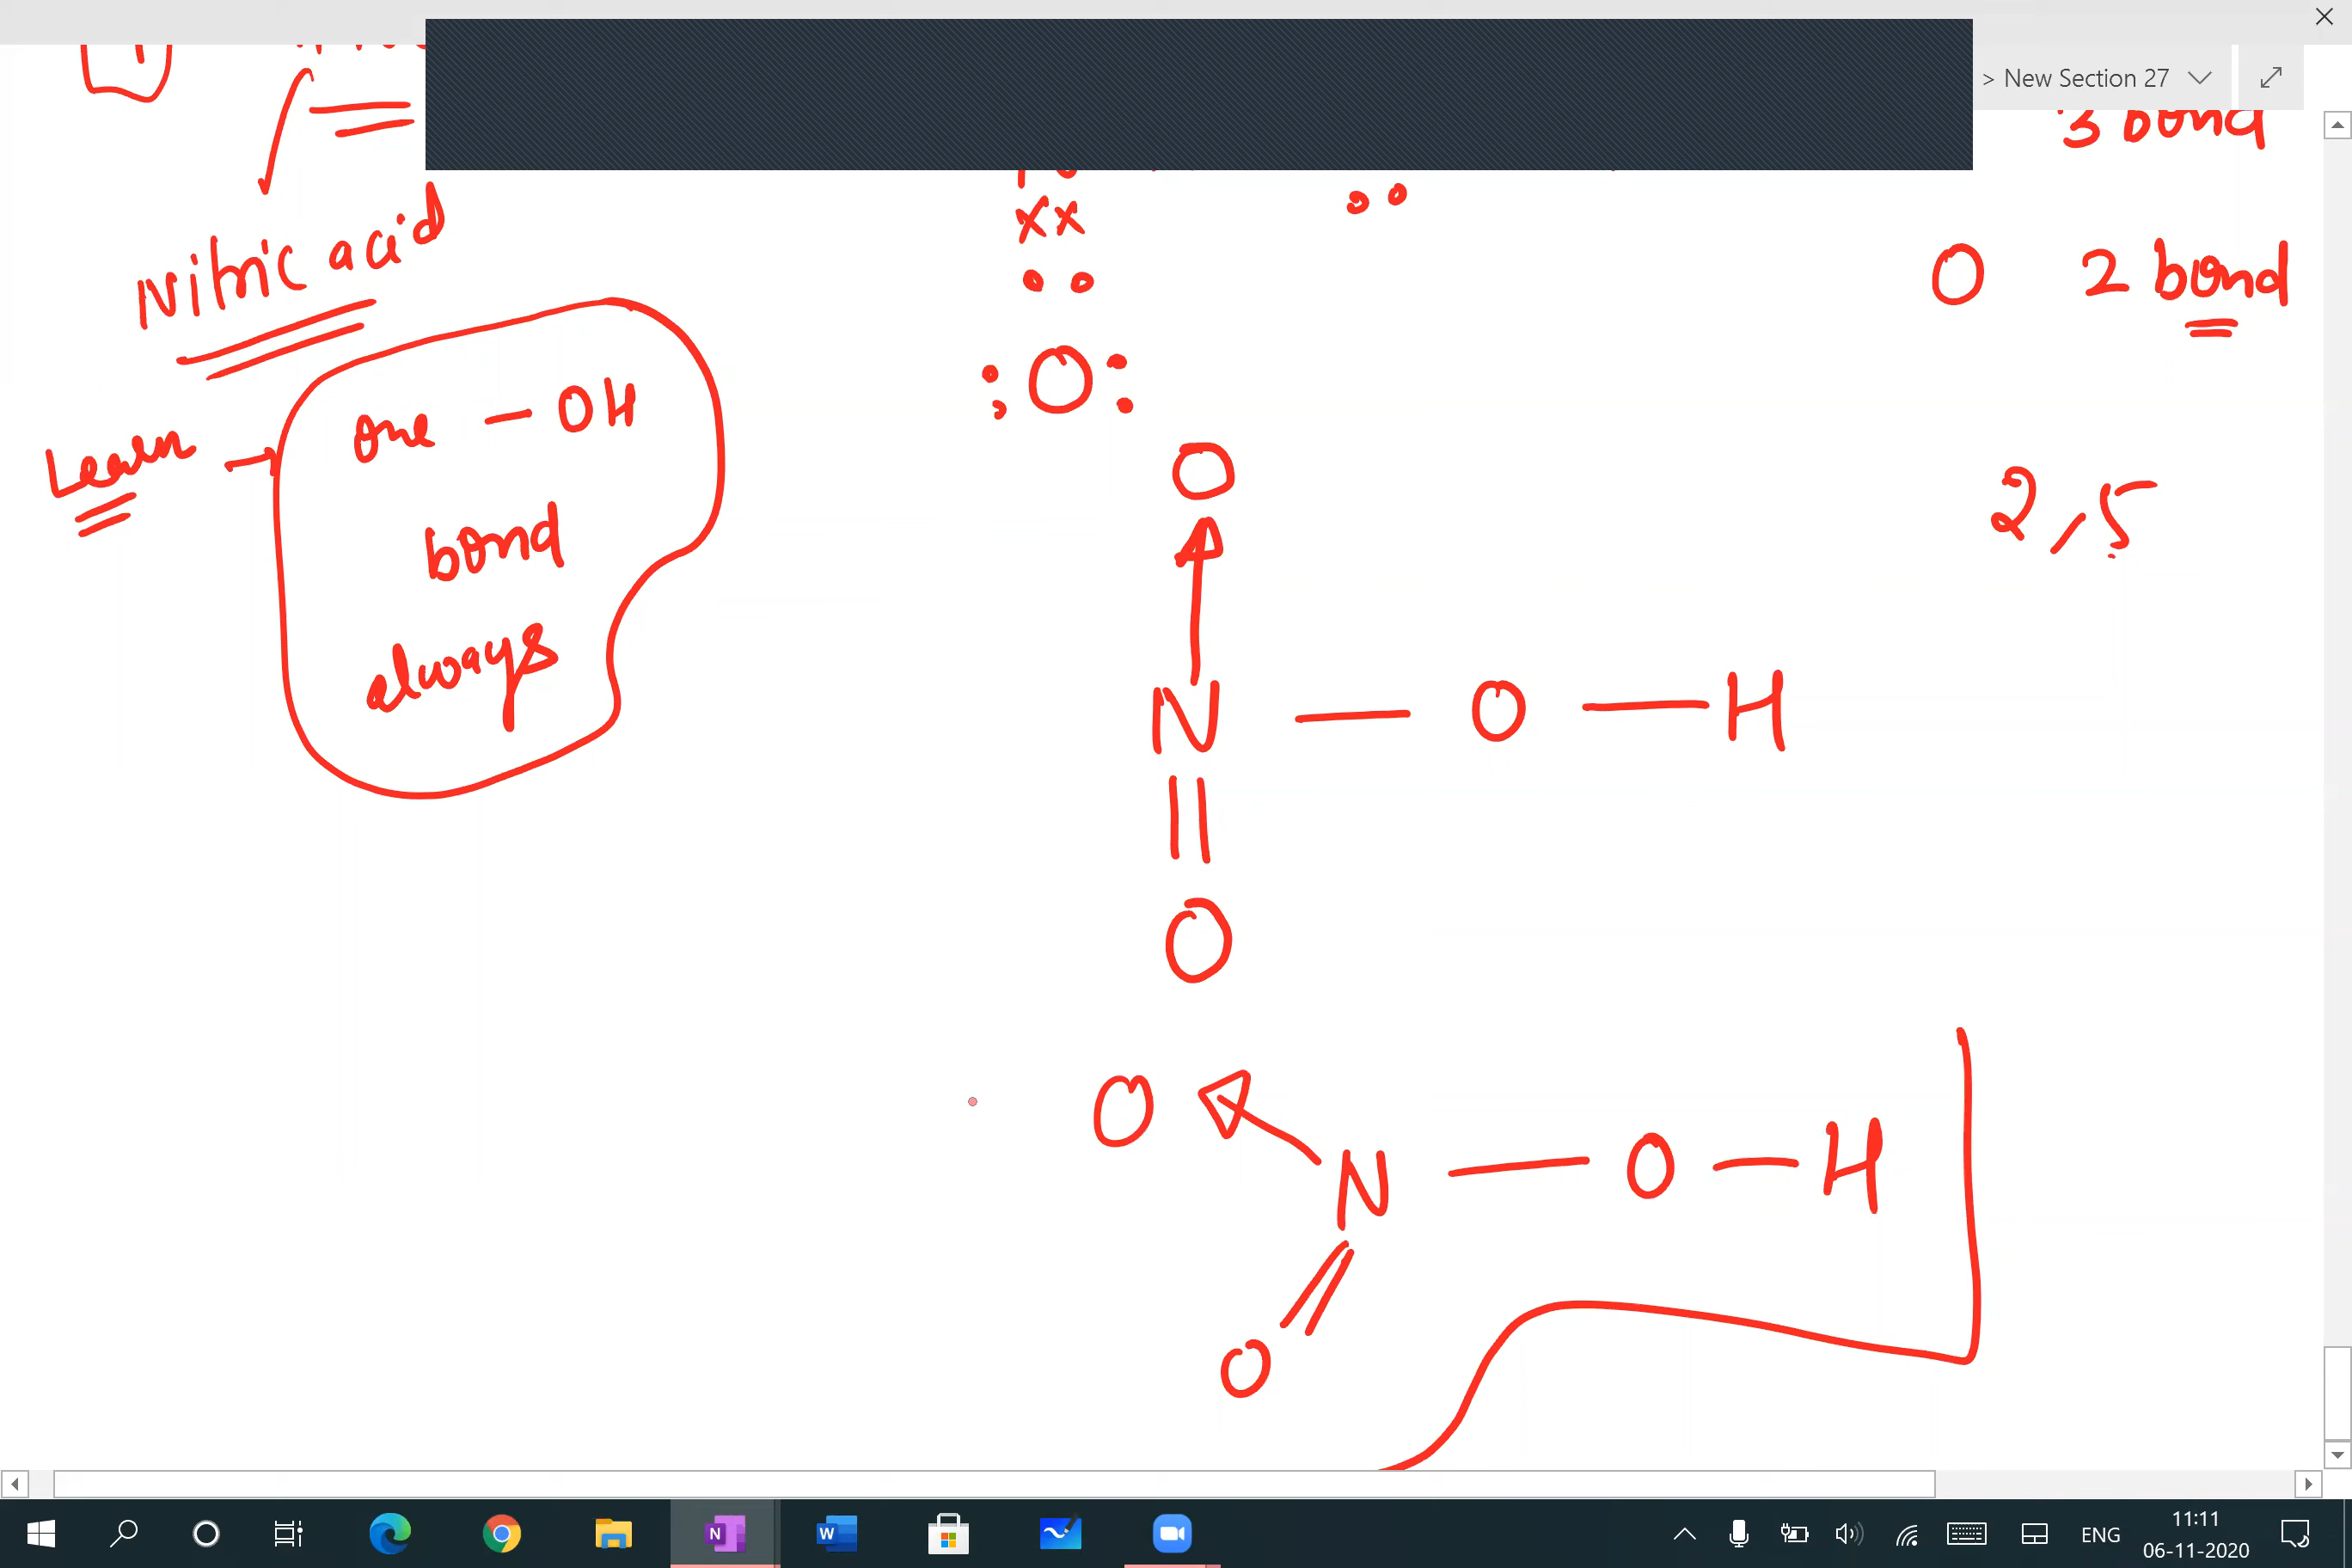 > New Section 27
3 bond
Nitric acid
xx
O 2 bond
:O:
Learn → one - OH
bond
always
2,5
O
N — O — H
O
O
N — O — H
O
N
W
ENG
11:11
06-11-2020